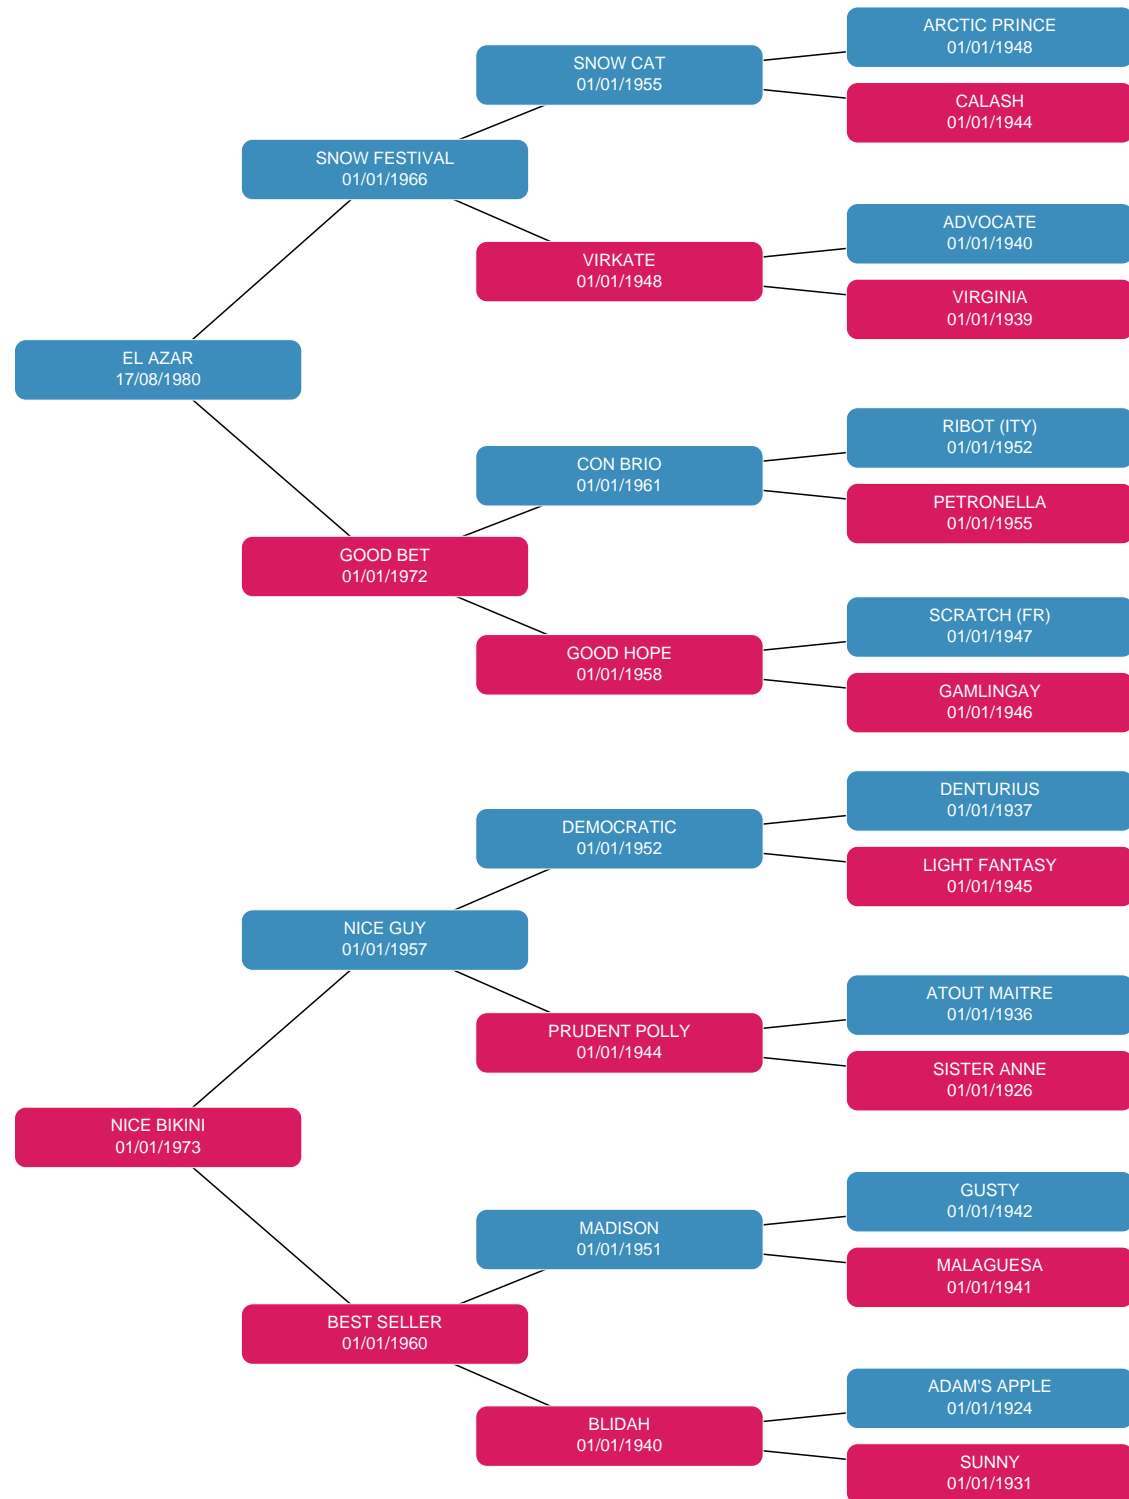 ARCTIC PRINCE
01/01/1948
SNOW CAT
01/01/1955
CALASH
01/01/1944
SNOW FESTIVAL
01/01/1966
ADVOCATE
01/01/1940
VIRKATE
01/01/1948
VIRGINIA
01/01/1939
EL AZAR
17/08/1980
RIBOT (ITY)
01/01/1952
CON BRIO
01/01/1961
PETRONELLA
01/01/1955
GOOD BET
01/01/1972
SCRATCH (FR)
01/01/1947
GOOD HOPE
01/01/1958
GAMLINGAY
01/01/1946
DENTURIUS
01/01/1937
DEMOCRATIC
01/01/1952
LIGHT FANTASY
01/01/1945
NICE GUY
01/01/1957
ATOUT MAITRE
01/01/1936
PRUDENT POLLY
01/01/1944
SISTER ANNE
01/01/1926
NICE BIKINI
01/01/1973
GUSTY
01/01/1942
MADISON
01/01/1951
MALAGUESA
01/01/1941
BEST SELLER
01/01/1960
ADAM'S APPLE
01/01/1924
BLIDAH
01/01/1940
SUNNY
01/01/1931